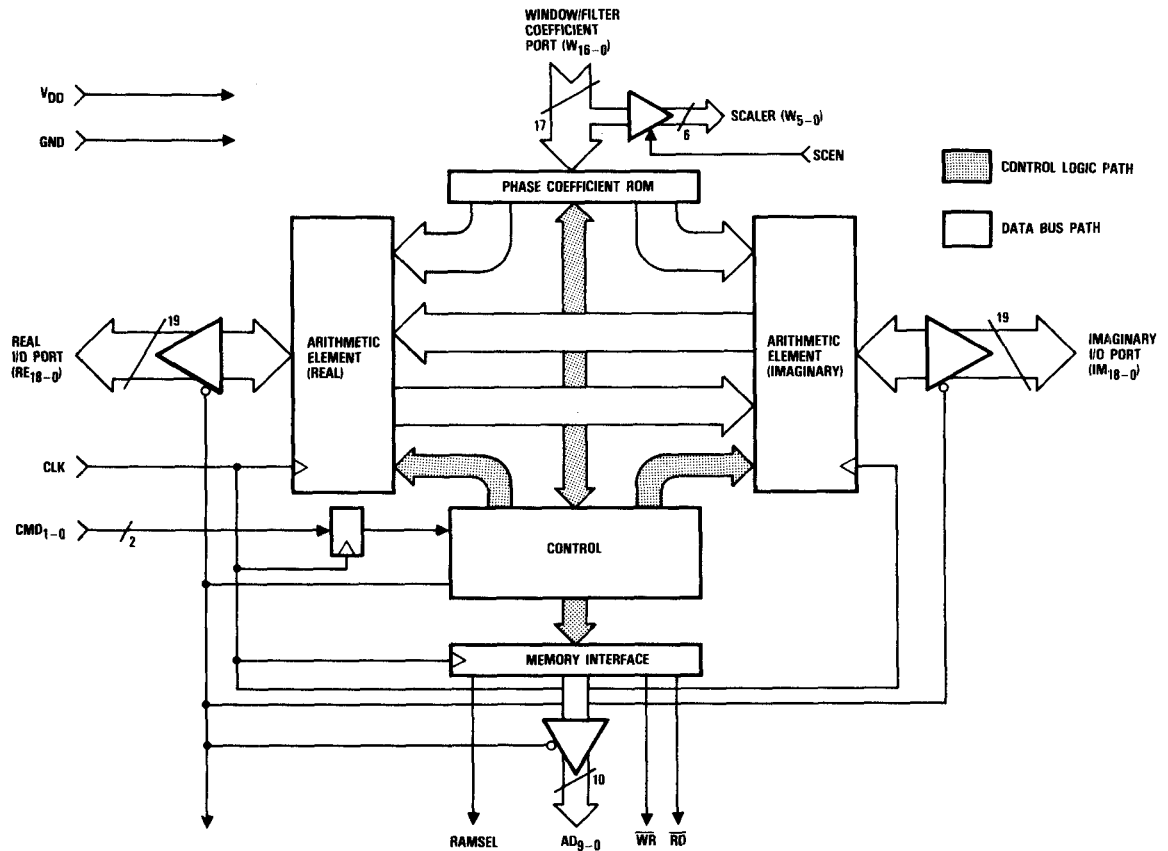 WINDOW/FILTER
COEFFICIENT
PORT (W16–0)
VDD
GND
17
6
SCALER (W5–0)
SCEN
CONTROL LOGIC PATH
DATA BUS PATH
PHASE COEFFICIENT ROM
REAL
I/O PORT
(RE18–0)
19
ARITHMETIC
ELEMENT
(REAL)
ARITHMETIC
ELEMENT
(IMAGINARY)
19
IMAGINARY
I/O PORT
(IM18–0)
CLK
CMD1–0
2
CONTROL
MEMORY INTERFACE
10
RAMSEL
AD9–0
W̅R̅
R̅D̅